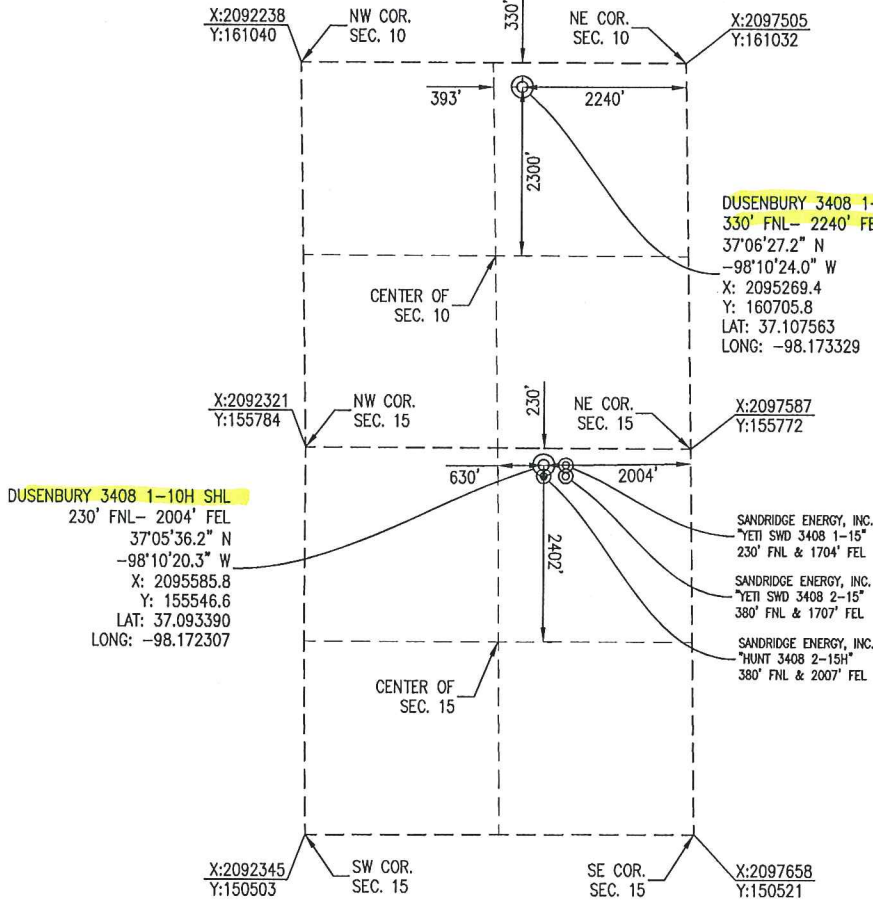 330'
X:2092238
Y:161040
NW COR.
SEC. 10
NE COR.
SEC. 10
X:2097505
Y:161032
393'
2240'
2300'
DUSENBURY 3408 1-
330' FNL- 2240' FE
37°06'27.2" N
-98°10'24.0" W
X: 2095269.4
Y: 160705.8
LAT: 37.107563
LONG: -98.173329
CENTER OF
SEC. 10
X:2092321
Y:155784
NW COR.
SEC. 15
230'
NE COR.
SEC. 15
X:2097587
Y:155772
630'
2004'
DUSENBURY 3408 1-10H SHL
230' FNL- 2004' FEL
37°05'36.2" N
-98°10'20.3" W
X: 2095585.8
Y: 155546.6
LAT: 37.093390
LONG: -98.172307
2402'
SANDRIDGE ENERGY, INC.
"YETI SWD 3408 1-15"
230' FNL & 1704' FEL
SANDRIDGE ENERGY, INC.
"YETI SWD 3408 2-15"
380' FNL & 1707' FEL
SANDRIDGE ENERGY, INC.
"HUNT 3408 2-15H"
380' FNL & 2007' FEL
CENTER OF
SEC. 15
X:2092345
Y:150503
SW COR.
SEC. 15
SE COR.
SEC. 15
X:2097658
Y:150521